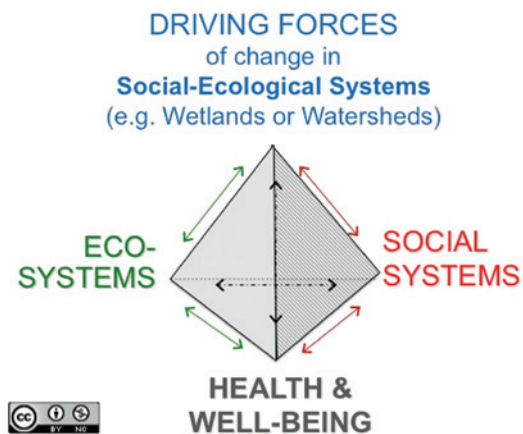 DRIVING FORCES
of change in
Social-Ecological Systems
(e.g. Wetlands or Watersheds)
ECO-
SYSTEMS
SOCIAL
SYSTEMS
HEALTH &
WELL-BEING
cc
BY NC